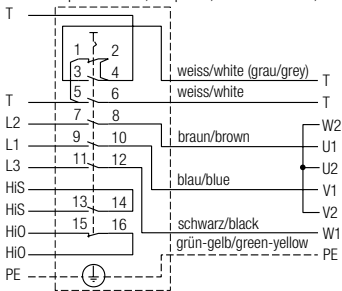 T
1 2
3 4
weiss/white (grau/grey)
T
weiss/white
T 5 6 T
L2 7 8 W2
braun/brown
U1
L1 9 10
U2
L3 11 12
blau/blue
V1
HiS
HiS 13 14 V2
schwarz/black
15 16 W1
HiO
grün-gelb/green-yellow
HiO PE
PE